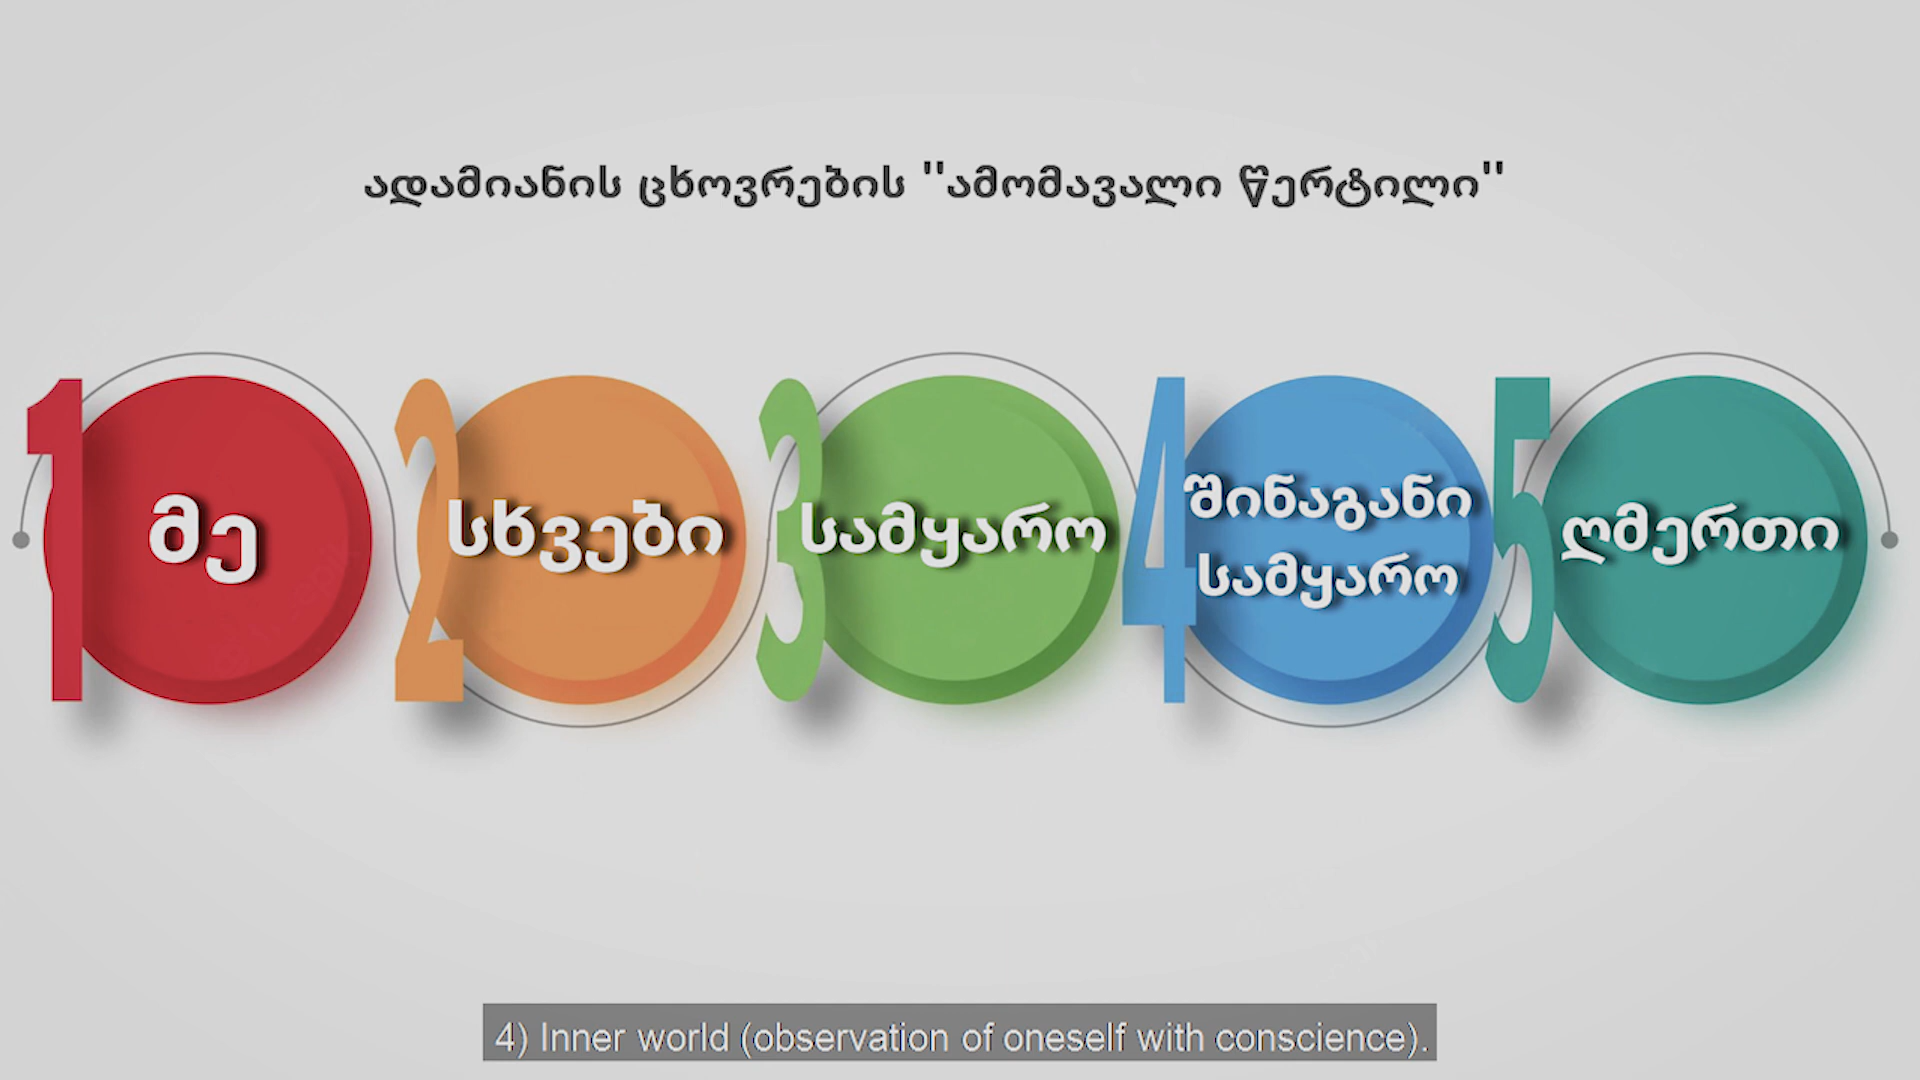 ადამიანის ცხოვრების "ამომავალი წერტილი"
1
მე
2
სხვები
3
სამყარო
4
შინაგანი
სამყარო
5
ღმერთი
4) Inner world (observation of oneself with conscience).